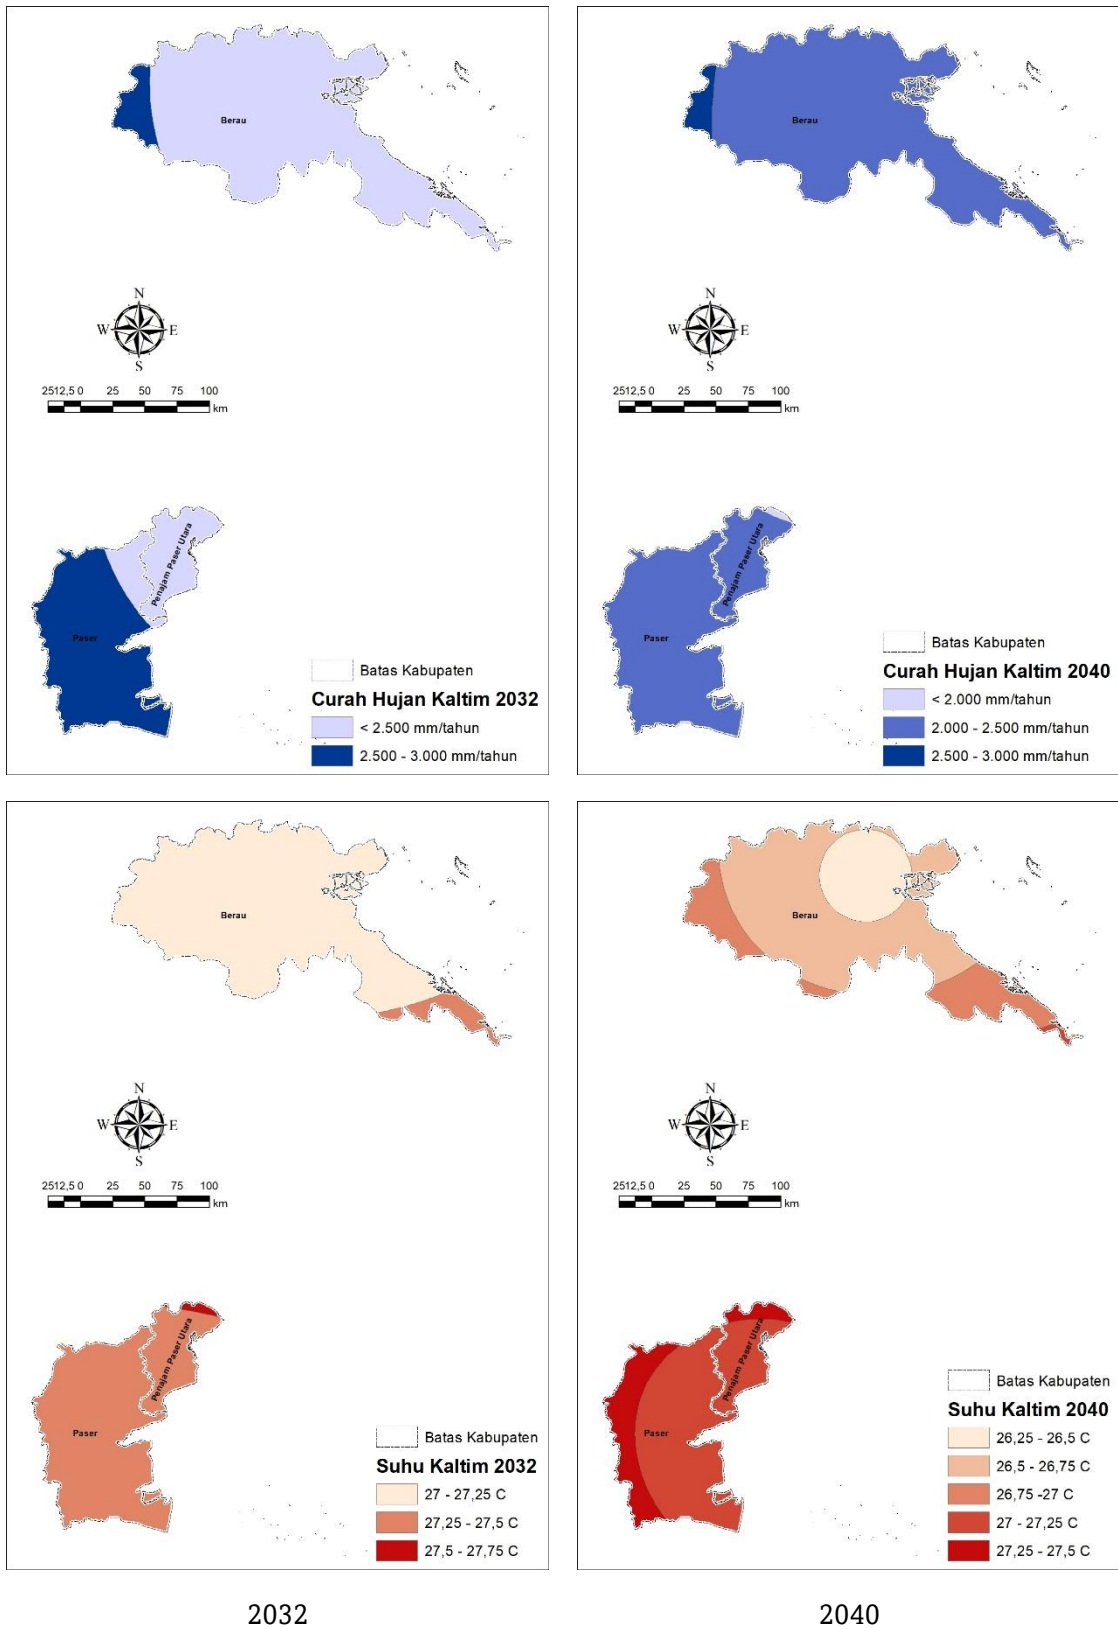 Berau
N
W E
S
2512,5 0 25 50 75 100
km
Penajam Paser Utara
Paser
Batas Kabupaten
Curah Hujan Kaltim 2032
< 2.500 mm/tahun
2.500 - 3.000 mm/tahun
Berau
N
W E
S
2512,5 0 25 50 75 100
km
Penajam Paser Utara
Paser
Batas Kabupaten
Curah Hujan Kaltim 2040
< 2.000 mm/tahun
2.000 - 2.500 mm/tahun
2.500 - 3.000 mm/tahun
Berau
N
W E
S
2512,5 0 25 50 75 100
km
Penajam Paser Utara
Paser
Batas Kabupaten
Suhu Kaltim 2032
27 - 27,25 C
27,25 - 27,5 C
27,5 - 27,75 C
Berau
N
W E
S
2512,5 0 25 50 75 100
km
Penajam Paser Utara
Paser
Batas Kabupaten
Suhu Kaltim 2040
26,25 - 26,5 C
26,5 - 26,75 C
26,75 -27 C
27 - 27,25 C
27,25 - 27,5 C
2032
2040